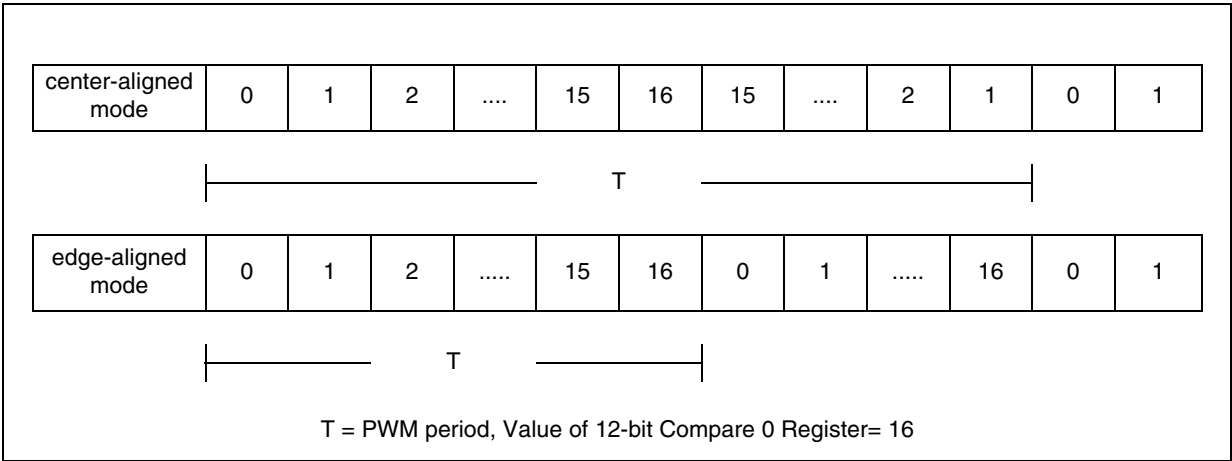 center-aligned mode 0 1 2 .... 15 16 15 .... 2 1 0 1
T
edge-aligned mode 0 1 2 ..... 15 16 0 1 ..... 16 0 1
T
T = PWM period, Value of 12-bit Compare 0 Register= 16